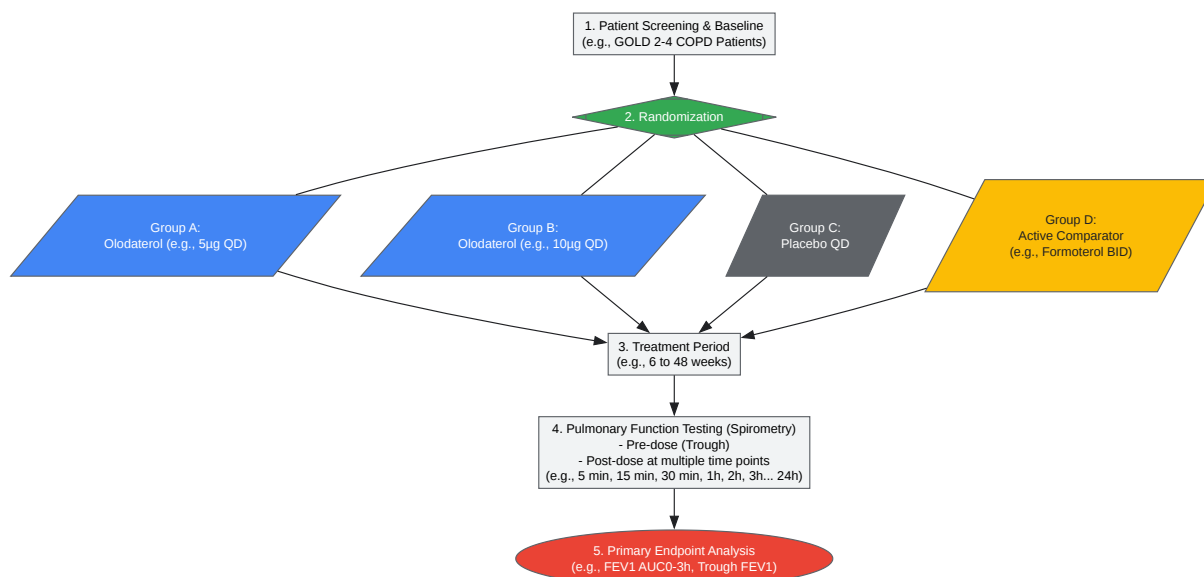 1. Patient Screening & Baseline
(e.g., GOLD 2-4 COPD Patients)
2. Randomization
Group A:
Olodaterol (e.g., 5µg QD)
Group B:
Olodaterol (e.g., 10µg QD)
Group C:
Placebo QD
Group D:
Active Comparator
(e.g., Formoterol BID)
3. Treatment Period
(e.g., 6 to 48 weeks)
4. Pulmonary Function Testing (Spirometry)
- Pre-dose (Trough)
- Post-dose at multiple time points
(e.g., 5 min, 15 min, 30 min, 1h, 2h, 3h... 24h)
5. Primary Endpoint Analysis
(e.g., FEV1 AUC0-3h, Trough FEV1)